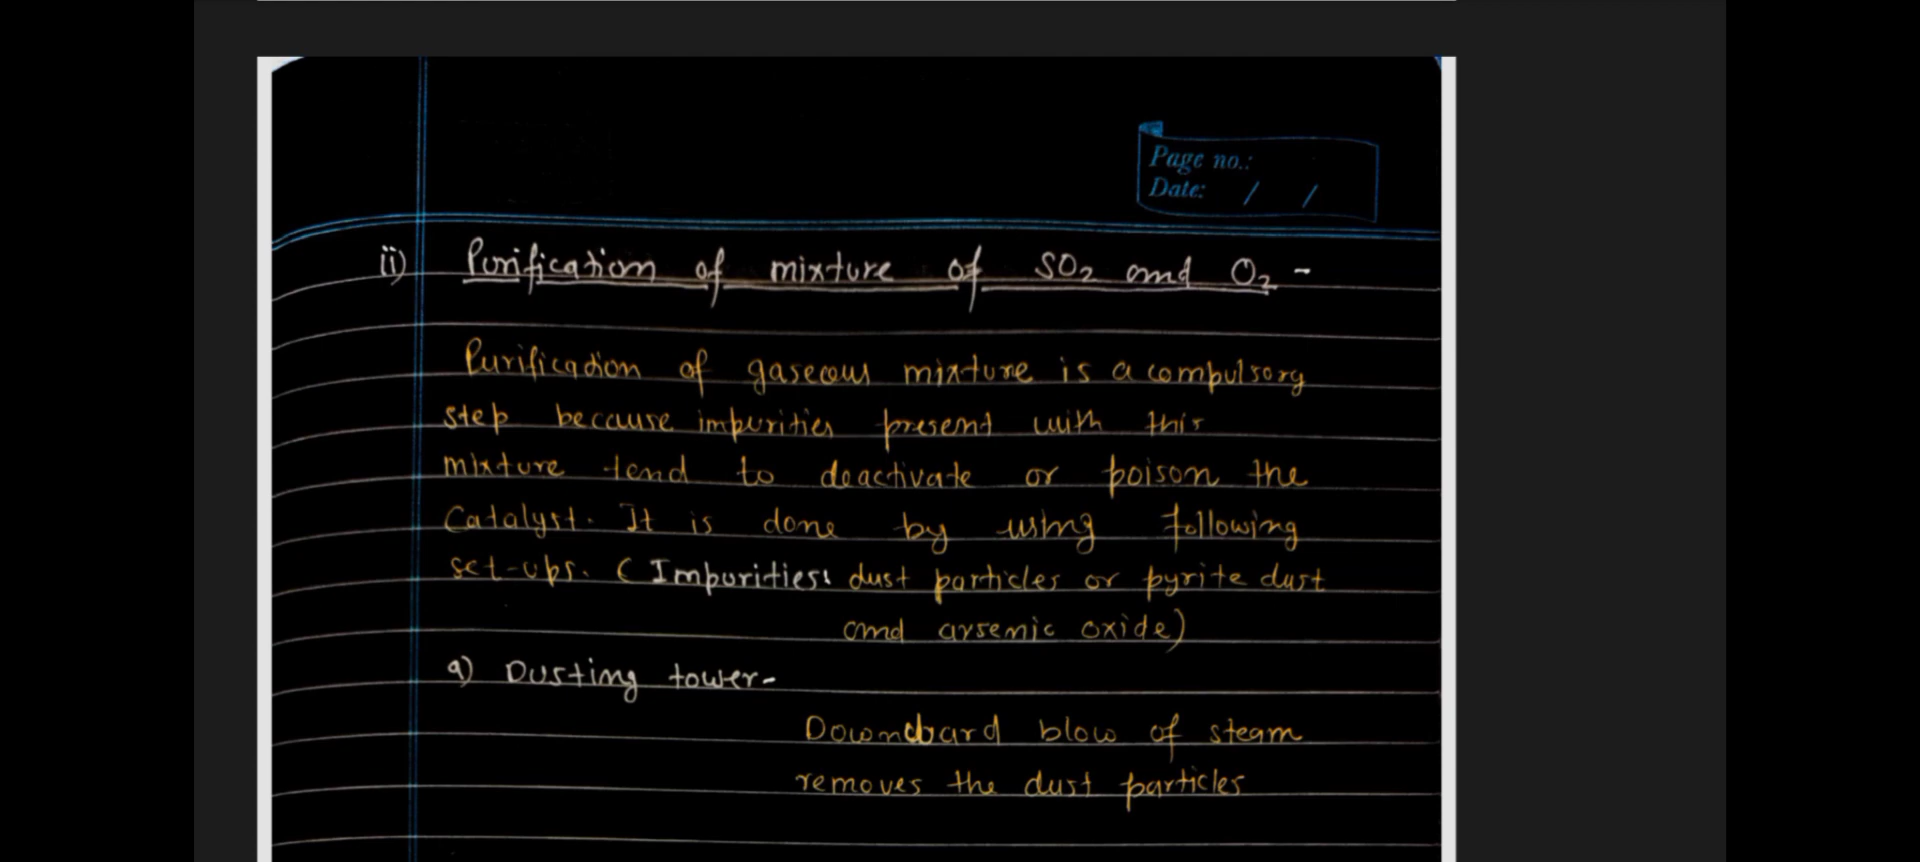 Page no.:
Date: / /
ii) Purification of mixture of SO₂ and O₂ -
Purification of gaseous mixture is a compulsory
step because impurities present with this
mixture tend to deactivate or poison the
Catalyst. It is done by using following
set-ups. (Impurities: dust particles or pyrite dust
and arsenic oxide)
a) Dusting tower-
Downward blow of steam
removes the dust particles